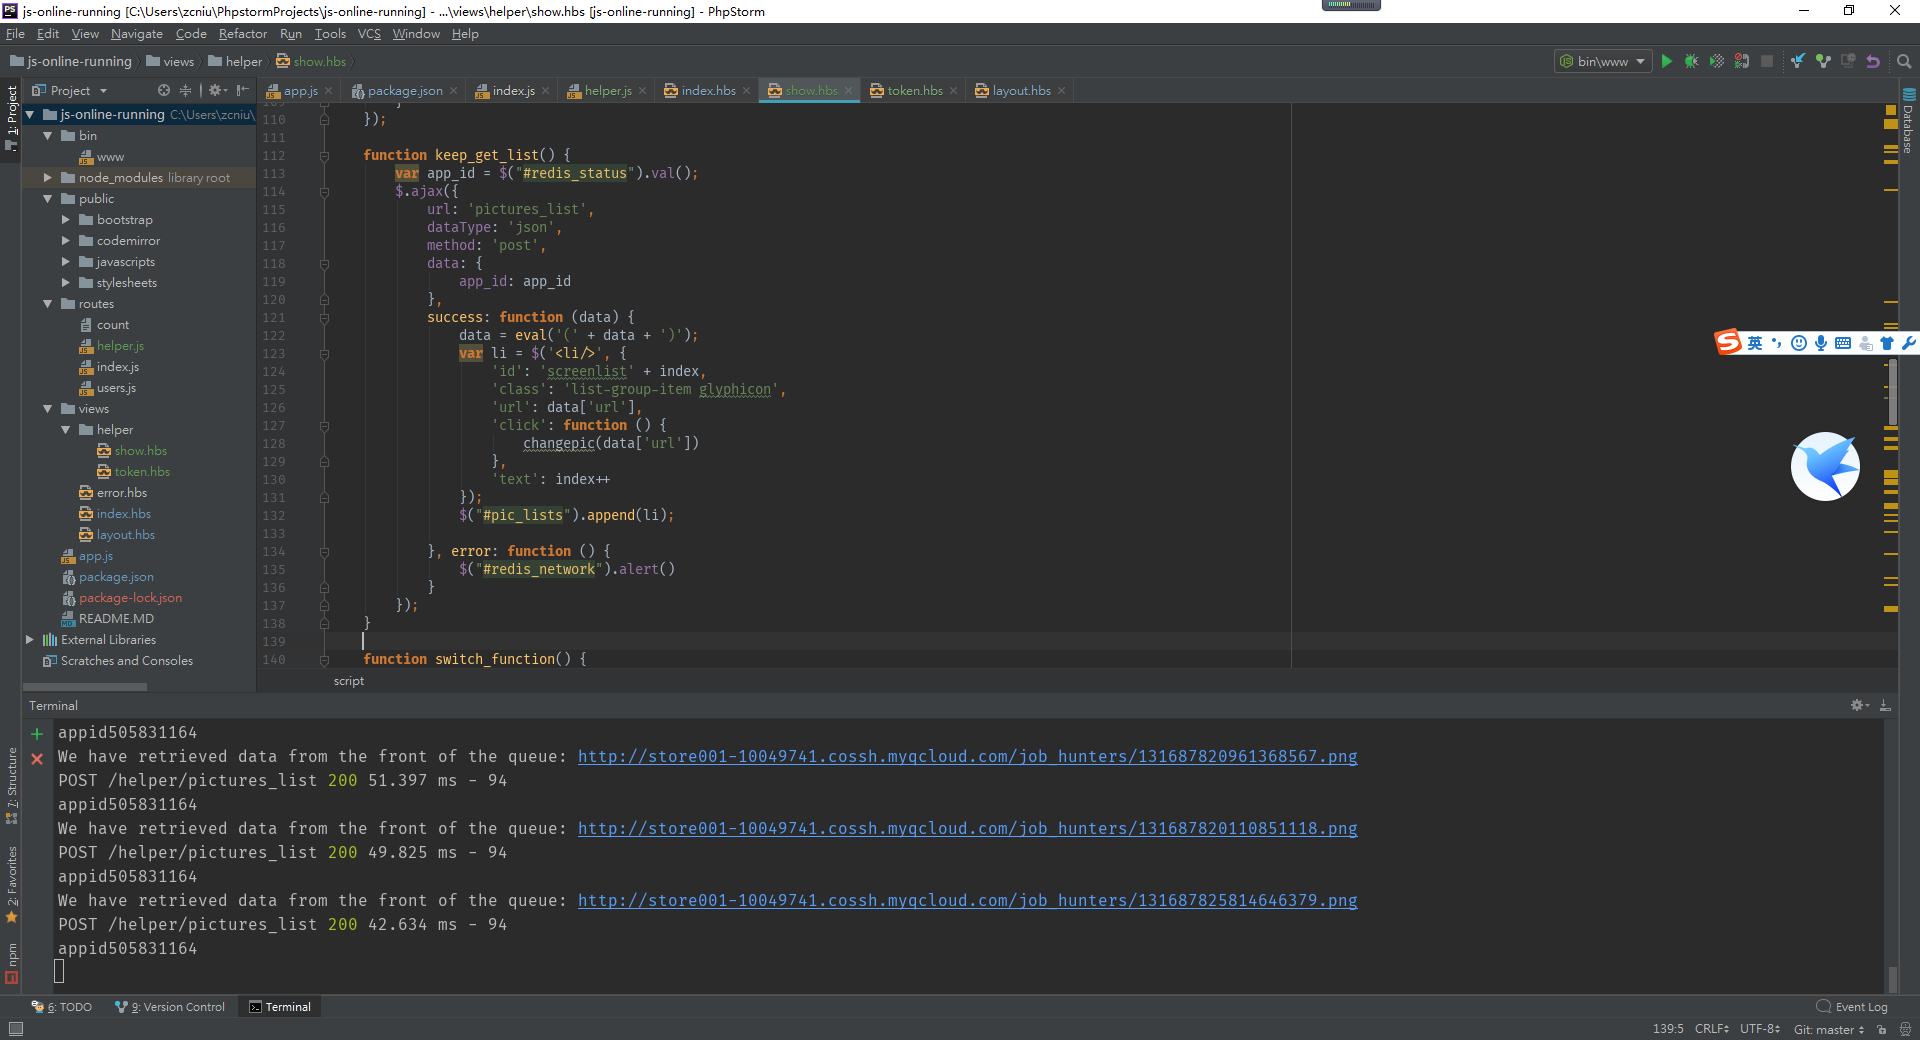 js-online-running [C:\Users\zcniu\PhpstormProjects\js-online-running] - ...\views\helper\show.hbs [js-online-running] - PhpStorm
File Edit View Navigate Code Refactor Run Tools VCS Window Help
js-online-running views helper show.hbs
bin\www
Project
app.js package.json index.js helper.js index.hbs show.hbs token.hbs layout.hbs
1: Project
7: Structure
2: Favorites
npm
Database
js-online-running C:\Users\zcniu\
bin
www
node_modules library root
public
bootstrap
codemirror
javascripts
stylesheets
routes
count
helper.js
index.js
users.js
views
helper
show.hbs
token.hbs
error.hbs
index.hbs
layout.hbs
app.js
package.json
package-lock.json
README.MD
External Libraries
Scratches and Consoles
109 }
110 });
111
112 function keep_get_list() {
113 var app_id = $("#redis_status").val();
114 $.ajax({
115 url: 'pictures_list',
116 dataType: 'json',
117 method: 'post',
118 data: {
119 app_id: app_id
120 },
121 success: function (data) {
122 data = eval('(' + data + ')');
123 var li = $('<li/>', {
124 'id': 'screenlist' + index,
125 'class': 'list-group-item glyphicon',
126 'url': data['url'],
127 'click': function () {
128 changepic(data['url'])
129 },
130 'text': index++
131 });
132 $("#pic_lists").append(li);
133
134 }, error: function () {
135 $("#redis_network").alert()
136 }
137 });
138 }
139
140 function switch_function() {
script
英
Terminal
appid505831164
We have retrieved data from the front of the queue: http://store001-10049741.cossh.myqcloud.com/job_hunters/131687820961368567.png
POST /helper/pictures_list 200 51.397 ms - 94
appid505831164
We have retrieved data from the front of the queue: http://store001-10049741.cossh.myqcloud.com/job_hunters/131687820110851118.png
POST /helper/pictures_list 200 49.825 ms - 94
appid505831164
We have retrieved data from the front of the queue: http://store001-10049741.cossh.myqcloud.com/job_hunters/131687825814646379.png
POST /helper/pictures_list 200 42.634 ms - 94
appid505831164
6: TODO 9: Version Control Terminal Event Log
139:5 CRLF UTF-8 Git: master